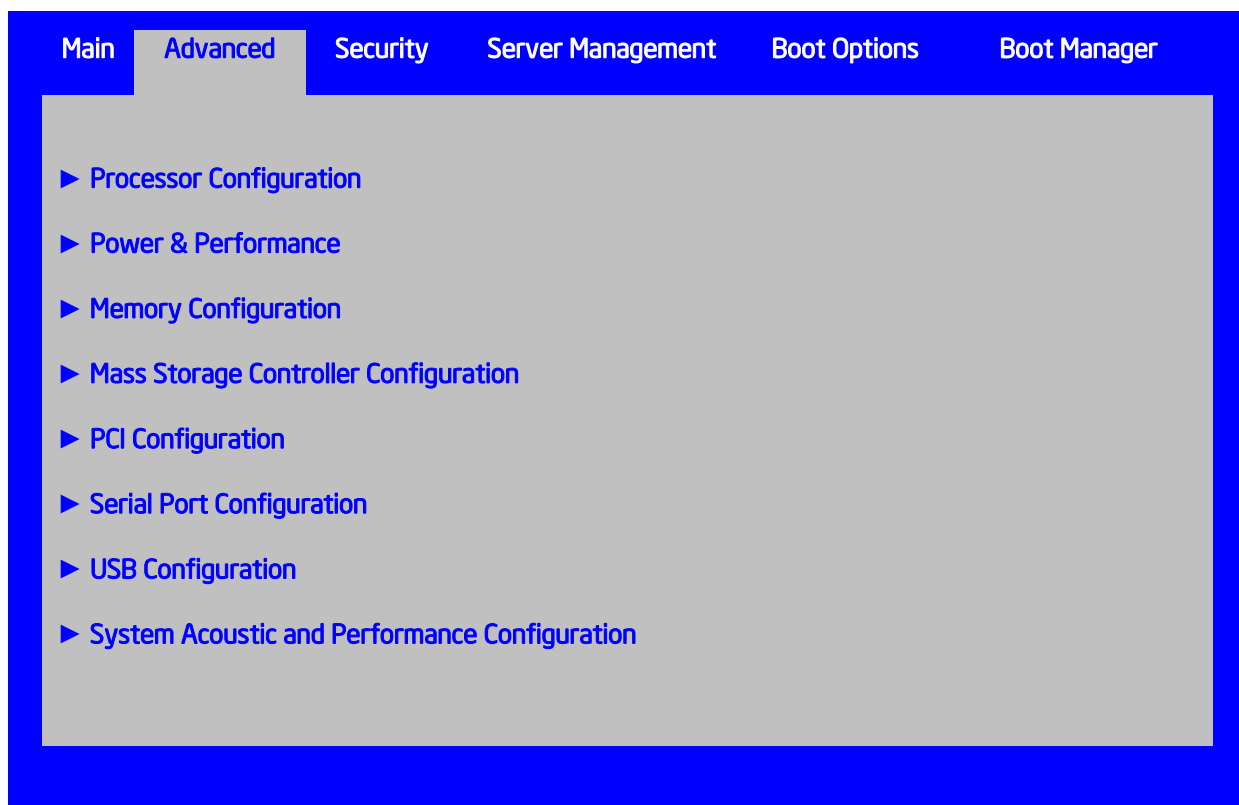 Main Advanced Security Server Management Boot Options Boot Manager
► Processor Configuration
► Power & Performance
► Memory Configuration
► Mass Storage Controller Configuration
► PCI Configuration
► Serial Port Configuration
► USB Configuration
► System Acoustic and Performance Configuration